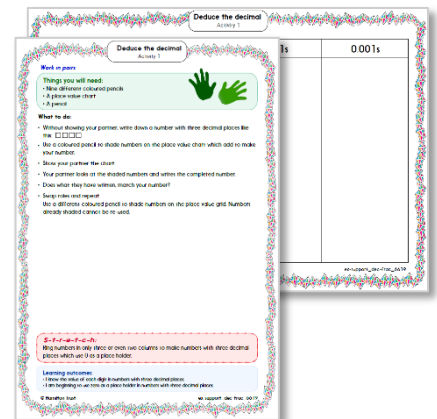 Deduce the decimal
Activity 1
1s
0.001s
ey support_dec_frac_6619
Deduce the decimal
Activity 1
Work in pairs
Things you will need:
• Nine different coloured pencils
• A place value chart
• A pencil
What to do:
• Without showing your partner, write down a number with three decimal places like
this: □.□□□
• Use a coloured pencil to shade numbers on the place value chart which add to make
your number.
• Show your partner the chart.
• Your partner looks at the shaded numbers and writes the completed number.
• Does what they have written, match your number?
• Swap roles and repeat.
Use a different coloured pencil to shade numbers on the place value grid. Numbers
already shaded cannot be re-used.
S-t-r-e-t-c-h:
Ring numbers in only three or even two columns to make numbers with three decimal
places which use 0 as a place holder.
Learning outcomes:
• I know the value of each digit in numbers with three decimal places.
• I am beginning to use zero as a place holder in numbers with three decimal places.
© Hamilton Trust
support_dec_frac_6619